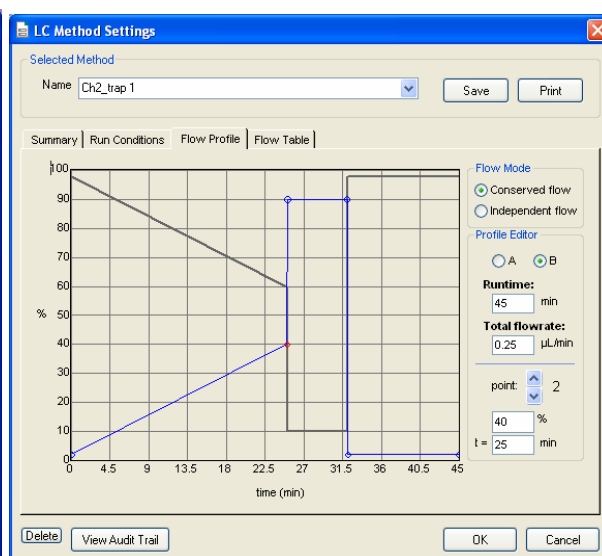 LC Method Settings
Selected Method
Name Ch2_trap 1 Save Print
Summary Run Conditions Flow Profile Flow Table
100
90
80
70
60
50
40
30
20
10
0
%
0 4.5 9 13.5 18 22.5 27 31.5 36 40.5 45
time (min)
Flow Mode
Conserved flow
Independent flow
Profile Editor
A B
Runtime:
45 min
Total flowrate:
0.25 µL/min
point: 2
40 %
t = 25 min
Delete View Audit Trail OK Cancel